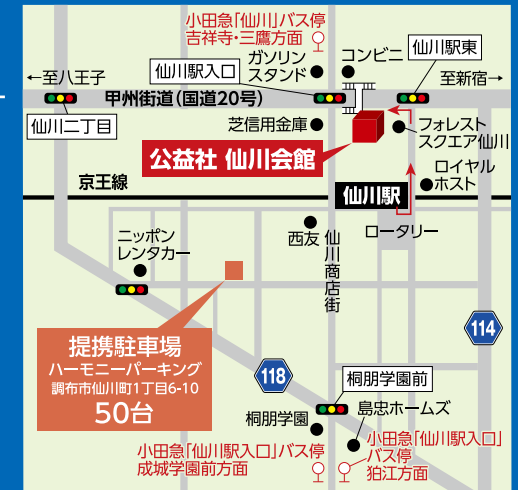 小田急「仙川」バス停
吉祥寺・三鷹方面
ガソリン
スタンド
コンビニ
仙川駅東
仙川駅入口
←至八王子
至新宿→
甲州街道(国道20号)
仙川二丁目
芝信用金庫
フォレスト
スクエア仙川
公益社 仙川会館
ロイヤル
ホスト
京王線
仙川駅
ロータリー
西友
仙川商店街
ニッポン
レンタカー
提携駐車場
ハーモニーパーキング
調布市仙川町1丁目6-10
50台
114
118
桐朋学園前
桐朋学園
島忠ホームズ
小田急「仙川駅入口」バス停
成城学園前方面
小田急「仙川駅入口」
バス停
狛江方面